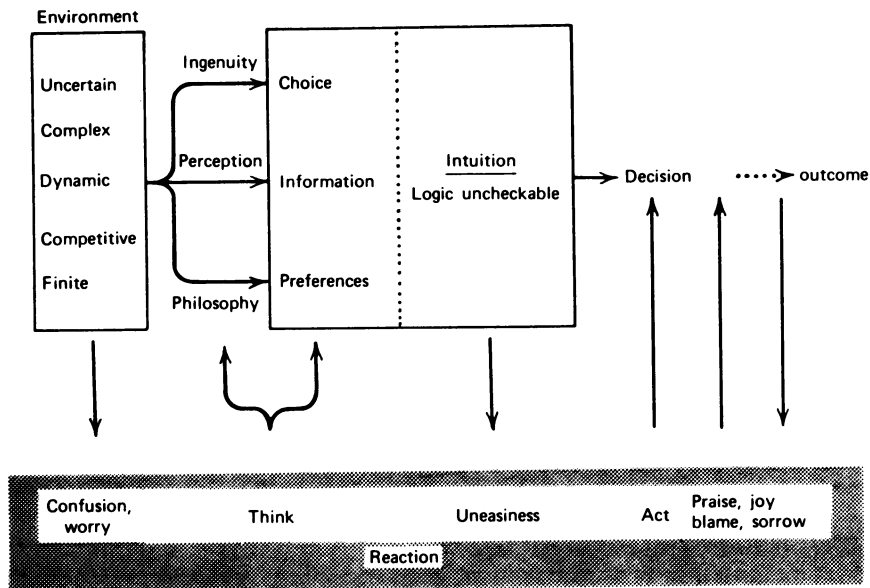 Environment
Uncertain
Complex
Dynamic
Competitive
Finite
Ingenuity
Perception
Philosophy
Choice
Information
Preferences
Intuition
Logic uncheckable
Decision
outcome
Confusion,
worry
Think
Uneasiness
Act
Praise, joy
blame, sorrow
Reaction